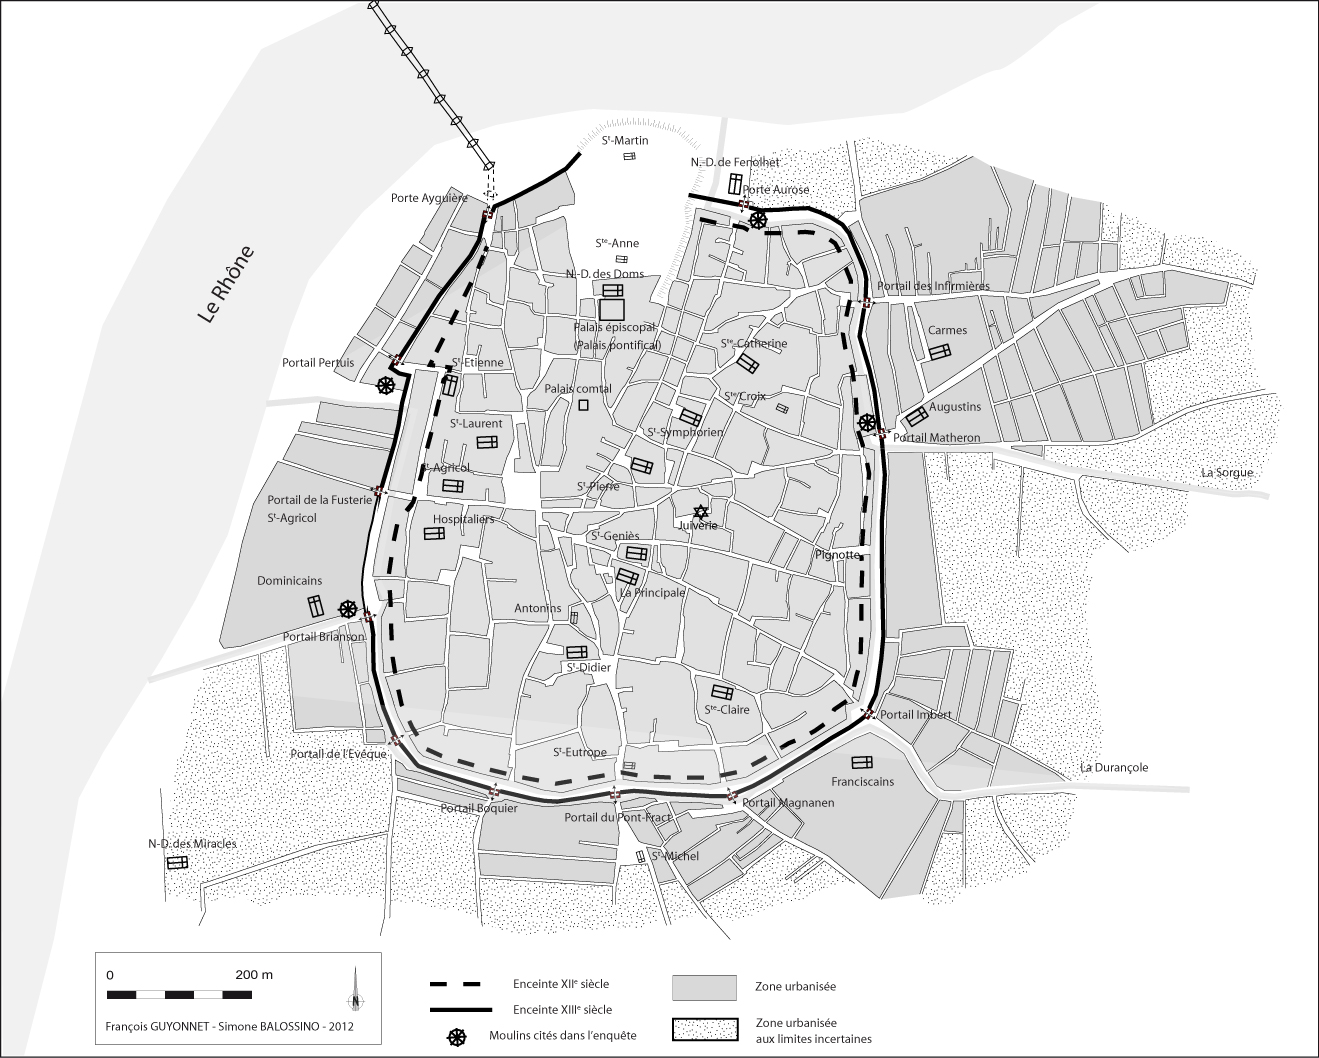 St-Martin
N.-D. de Fenolhet
Porte Aurose
Porte Ayguière
Ste-Anne
Le Rhône
N.-D. des Doms
Portail des Infirmières
Palais épiscopal
(Palais pontifical)
Carmes
Ste-Catherine
Portail Pertuis
St-Etienne
Palais comtal
Ste Croix
Augustins
St-Laurent
St-Symphorien
Portail Matheron
St-Agricol
La Sorgue
St-Pierre
Portail de la Fusterie
St-Agricol
Hospitaliers
Juiverie
St-Geniès
Pignotte
Dominicains
La Principale
Antonins
Portail Brianson
St-Didier
Ste-Claire
Portail Imbert
Portail de l'Evêque
St-Eutrope
La Durançole
Franciscains
Portail Boquier
Portail Magnanen
Portail du Pont-Fract
N-D. des Miracles
St-Michel
0 200 m
N
François GUYONNET - Simone BALOSSINO - 2012
Enceinte XIIe siècle
Enceinte XIIIe siècle
Moulins cités dans l'enquête
Zone urbanisée
Zone urbanisée
aux limites incertaines